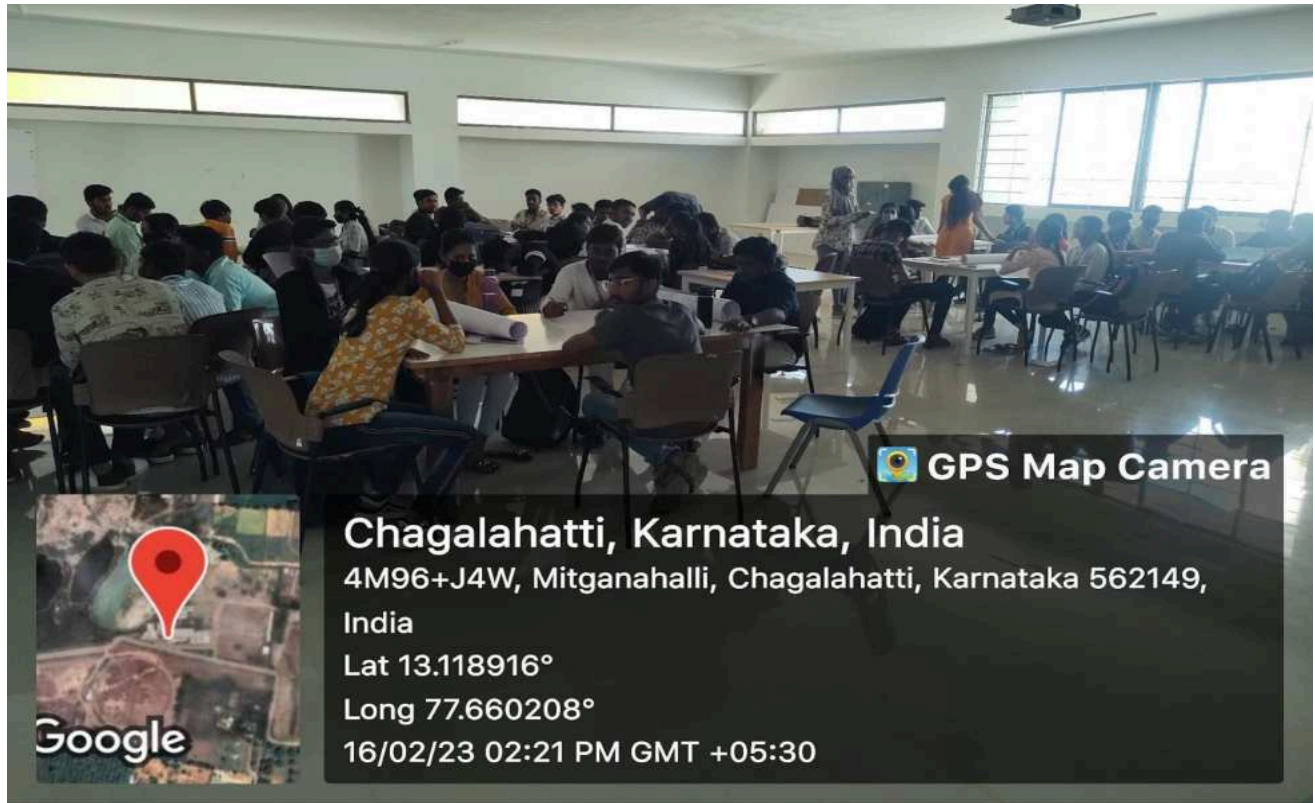 GPS Map Camera
Chagalahatti, Karnataka, India
4M96+J4W, Mitganahalli, Chagalahatti, Karnataka 562149,
India
Lat 13.118916°
Long 77.660208°
16/02/23 02:21 PM GMT +05:30
Google